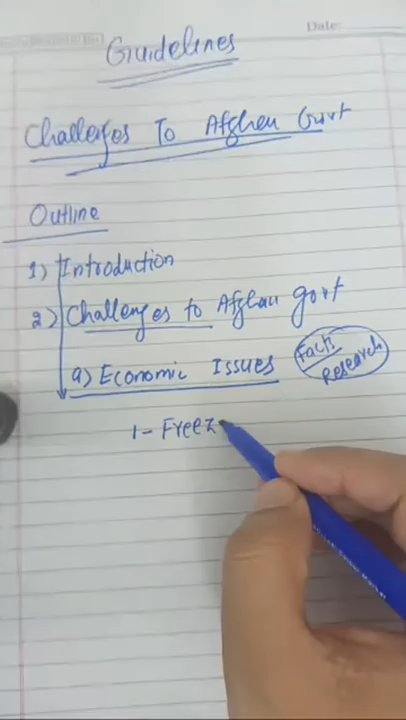 Date:
Guidelines
Challenges To Afghan Govt
Outline
1) Introduction
2) Challenges to Afghan govt
a) Economic Issues
Facts
Research
1- Freez